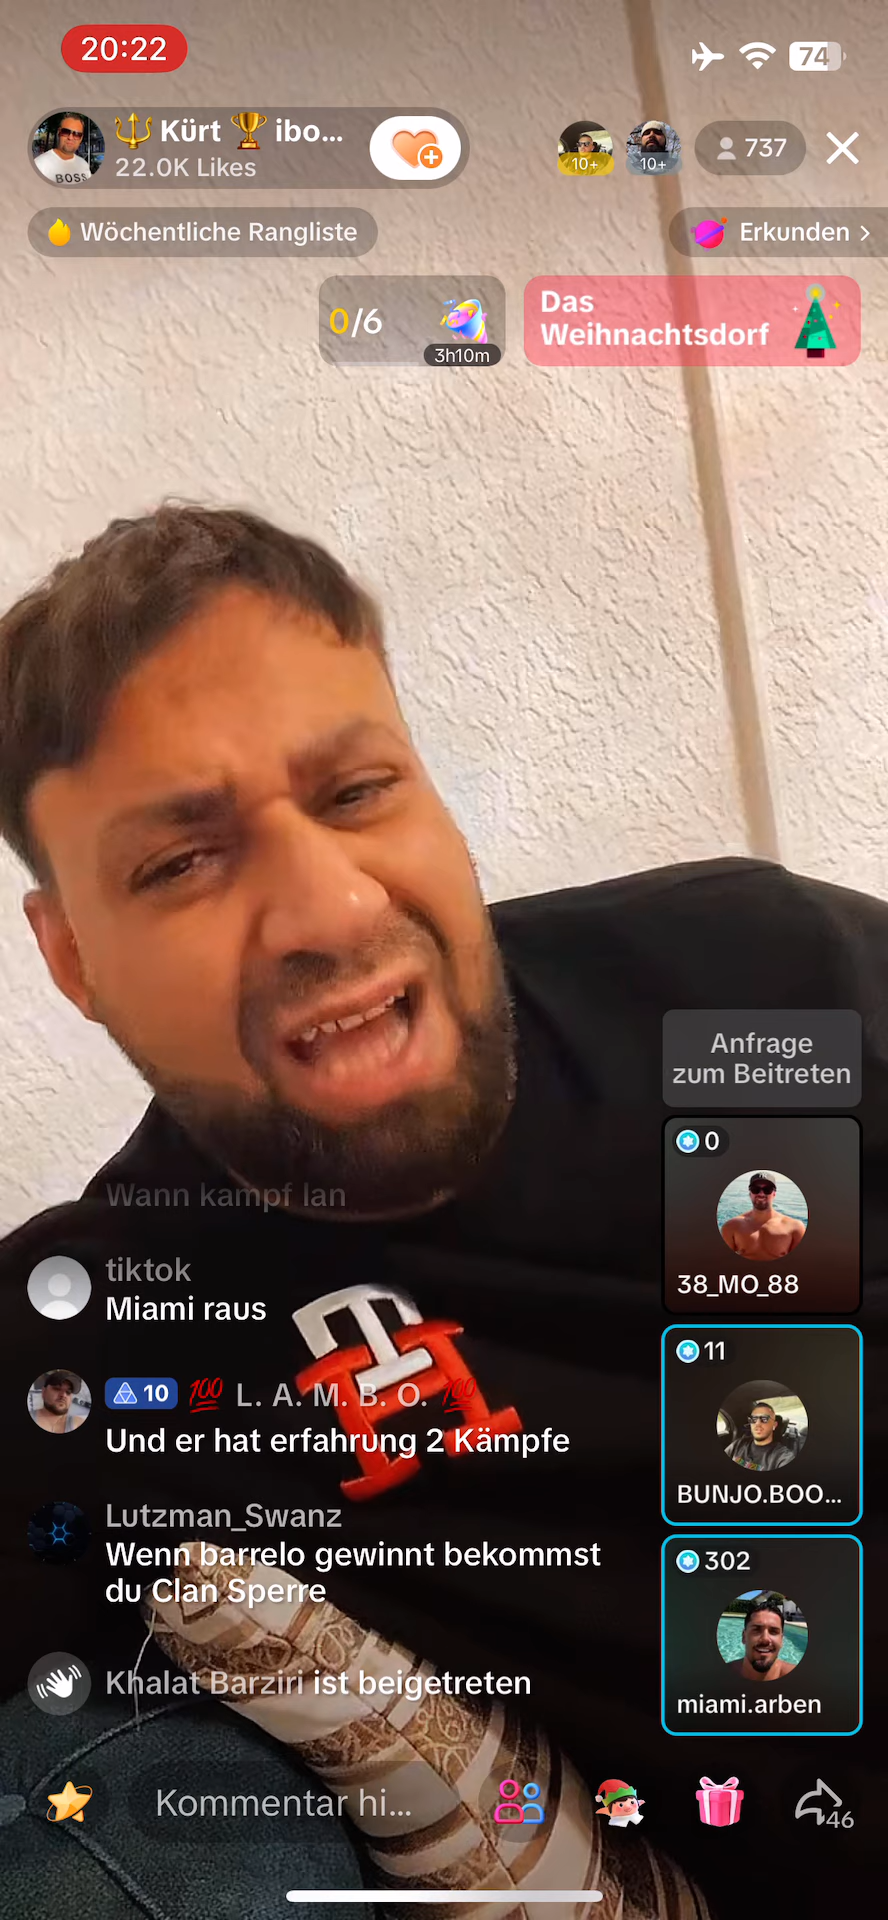 20:22
74
🔱 Kürt 🏆 ibo...
22.0K Likes
BOSS
10+
10+
737
Wöchentliche Rangliste
Erkunden >
0/6
3h10m
Das
Weihnachtsdorf
Anfrage
zum Beitreten
0
38_MO_88
11
BUNJO.BOO...
302
miami.arben
Wann kampf lan
tiktok
Miami raus
10 💯 L. A. M. B. O. 💯
Und er hat erfahrung 2 Kämpfe
Lutzman_Swanz
Wenn barrelo gewinnt bekommst
du Clan Sperre
Khalat Barziri ist beigetreten
Kommentar hi...
46